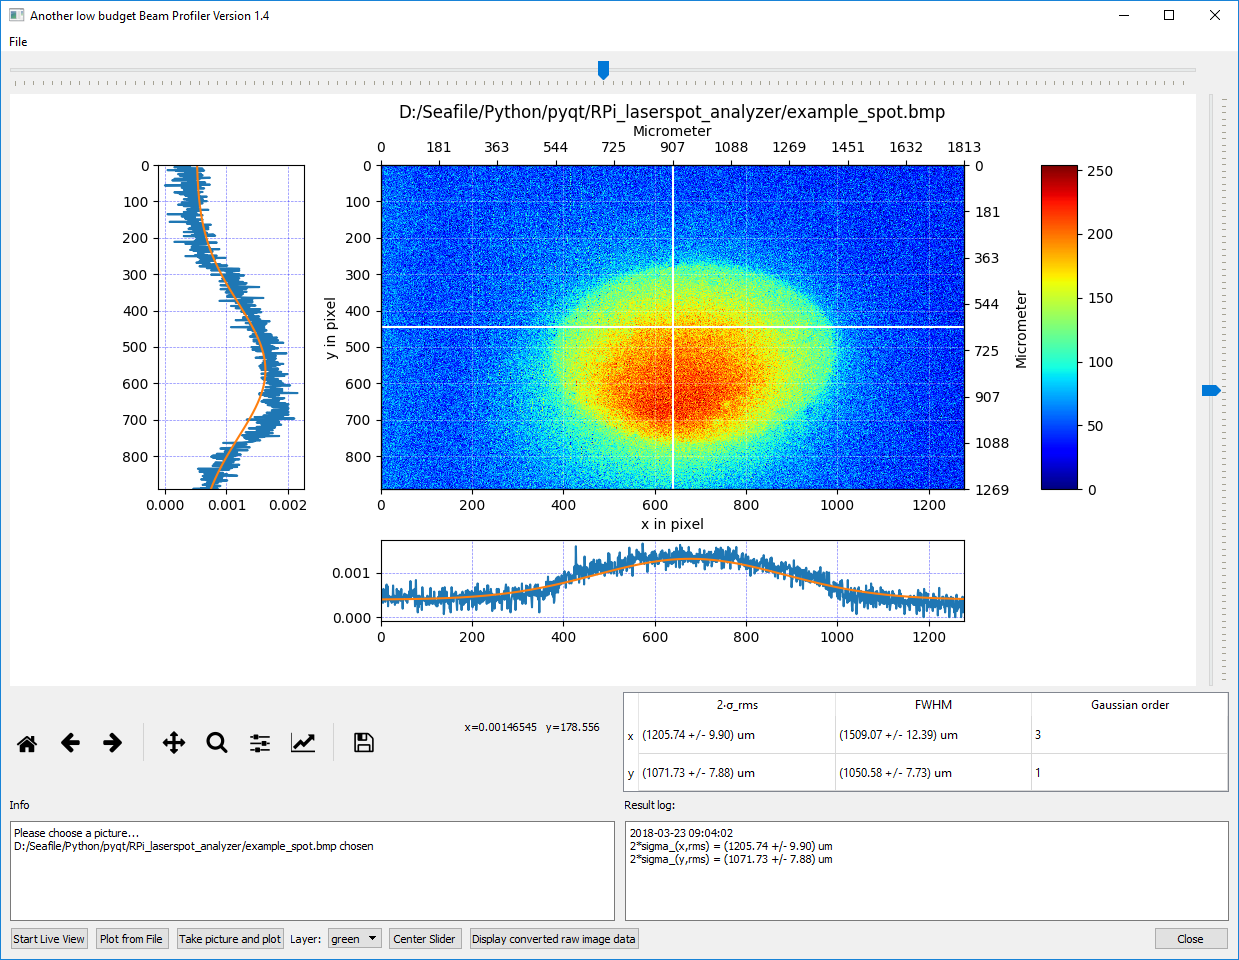 Another low budget Beam Profiler Version 1.4
File
D:/Seafile/Python/pyqt/RPi_laserspot_analyzer/example_spot.bmp
Micrometer
0 181 363 544 725 907 1088 1269 1451 1632 1813
0
100
200
300
400
500
600
700
800
0.000 0.001 0.002
y in pixel
0
100
200
300
400
500
600
700
800
0 200 400 600 800 1000 1200
x in pixel
0
181
363
544
725
907
1088
1269
Micrometer
250
200
150
100
50
0
0.001
0.000
0 200 400 600 800 1000 1200
x=0.00146545 y=178.556
2·σ_rms FWHM Gaussian order
x (1205.74 +/- 9.90) um (1509.07 +/- 12.39) um 3
y (1071.73 +/- 7.88) um (1050.58 +/- 7.73) um 1
Info
Please choose a picture...
D:/Seafile/Python/pyqt/RPi_laserspot_analyzer/example_spot.bmp chosen
Result log:
2018-03-23 09:04:02
2*sigma_(x,rms) = (1205.74 +/- 9.90) um
2*sigma_(y,rms) = (1071.73 +/- 7.88) um
Start Live View Plot from File Take picture and plot Layer: green Center Slider Display converted raw image data Close